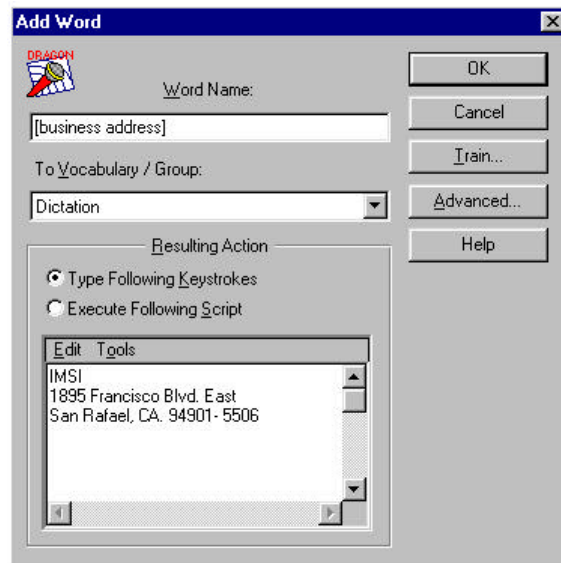 Add Word
DRAGON
Word Name:
[business address]
To Vocabulary / Group:
Dictation
Resulting Action
Type Following Keystrokes
Execute Following Script
Edit Tools
IMSI
1895 Francisco Blvd. East
San Rafael, CA. 94901- 5506
OK
Cancel
Train...
Advanced...
Help